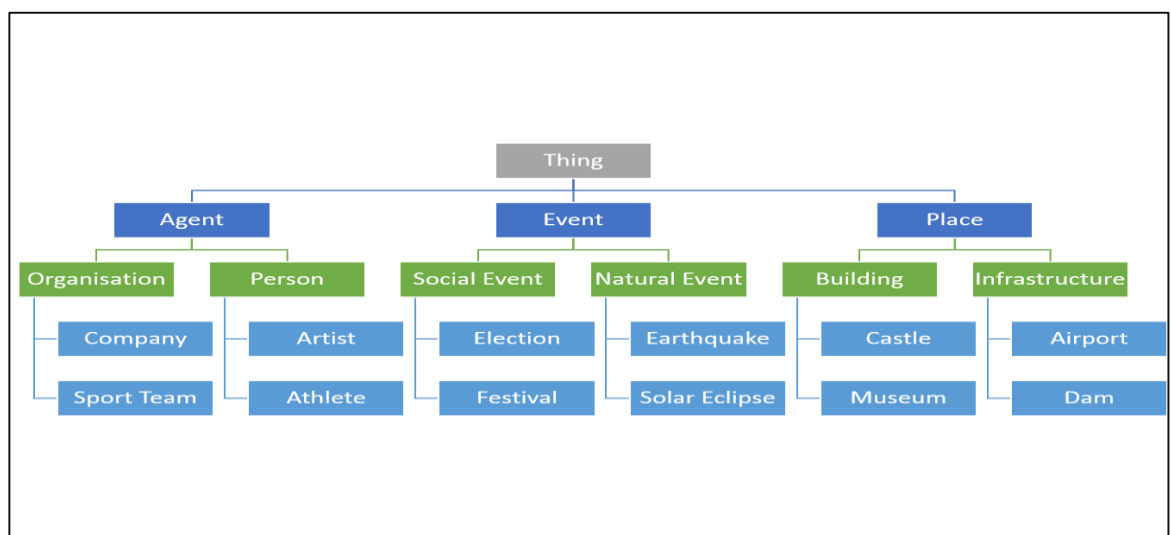 Thing
Agent
Event
Place
Organisation
Person
Social Event
Natural Event
Building
Infrastructure
Company
Artist
Election
Earthquake
Castle
Airport
Sport Team
Athlete
Festival
Solar Eclipse
Museum
Dam